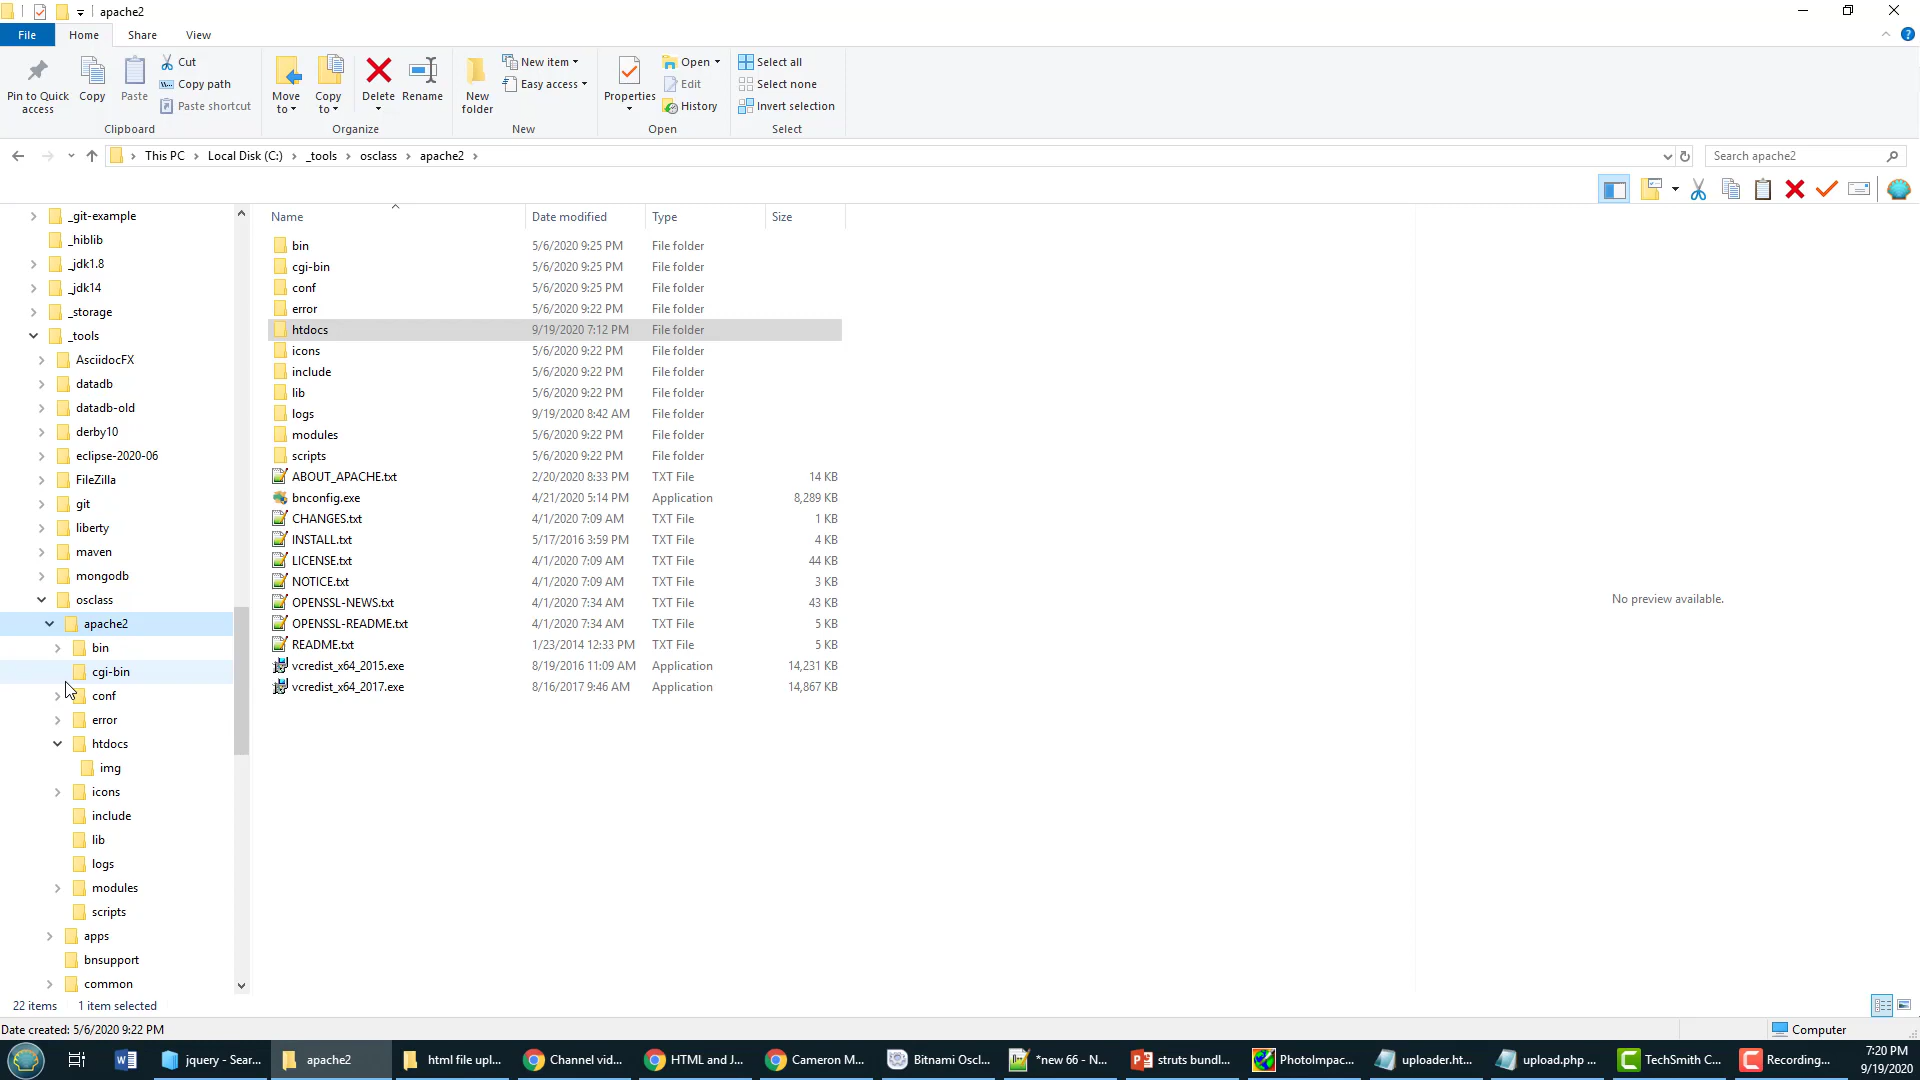 apache2
File Home Share View
Pin to Quick access
Copy
Paste
Cut
Copy path
Paste shortcut
Clipboard
Move to
Copy to
Delete
Rename
Organize
New folder
New item
Easy access
New
Properties
Open
Edit
History
Open
Select all
Select none
Invert selection
Select
This PC > Local Disk (C:) > _tools > osclass > apache2 >
Search apache2
_git-example
_hiblib
_jdk1.8
_jdk14
_storage
_tools
AsciidocFX
datadb
datadb-old
derby10
eclipse-2020-06
FileZilla
git
liberty
maven
mongodb
osclass
apache2
bin
cgi-bin
conf
error
htdocs
img
icons
include
lib
logs
modules
scripts
apps
bnsupport
common
Name Date modified Type Size
bin 5/6/2020 9:25 PM File folder
cgi-bin 5/6/2020 9:25 PM File folder
conf 5/6/2020 9:25 PM File folder
error 5/6/2020 9:22 PM File folder
htdocs 9/19/2020 7:12 PM File folder
icons 5/6/2020 9:22 PM File folder
include 5/6/2020 9:22 PM File folder
lib 5/6/2020 9:22 PM File folder
logs 9/19/2020 8:42 AM File folder
modules 5/6/2020 9:22 PM File folder
scripts 5/6/2020 9:22 PM File folder
ABOUT_APACHE.txt 2/20/2020 8:33 PM TXT File 14 KB
bnconfig.exe 4/21/2020 5:14 PM Application 8,289 KB
CHANGES.txt 4/1/2020 7:09 AM TXT File 1 KB
INSTALL.txt 5/17/2016 3:59 PM TXT File 4 KB
LICENSE.txt 4/1/2020 7:09 AM TXT File 44 KB
NOTICE.txt 4/1/2020 7:09 AM TXT File 3 KB
OPENSSL-NEWS.txt 4/1/2020 7:34 AM TXT File 43 KB
OPENSSL-README.txt 4/1/2020 7:34 AM TXT File 5 KB
README.txt 1/23/2014 12:33 PM TXT File 5 KB
vcredist_x64_2015.exe 8/19/2016 11:09 AM Application 14,231 KB
vcredist_x64_2017.exe 8/16/2017 9:46 AM Application 14,867 KB
No preview available.
22 items 1 item selected
Date created: 5/6/2020 9:22 PM
Computer
jquery - Sear... apache2 html file upl... Channel vid... HTML and J... Cameron M... Bitnami Oscl... *new 66 - N... struts bundl... PhotoImpac... uploader.ht... upload.php ... TechSmith C... Recording...
7:20 PM
9/19/2020